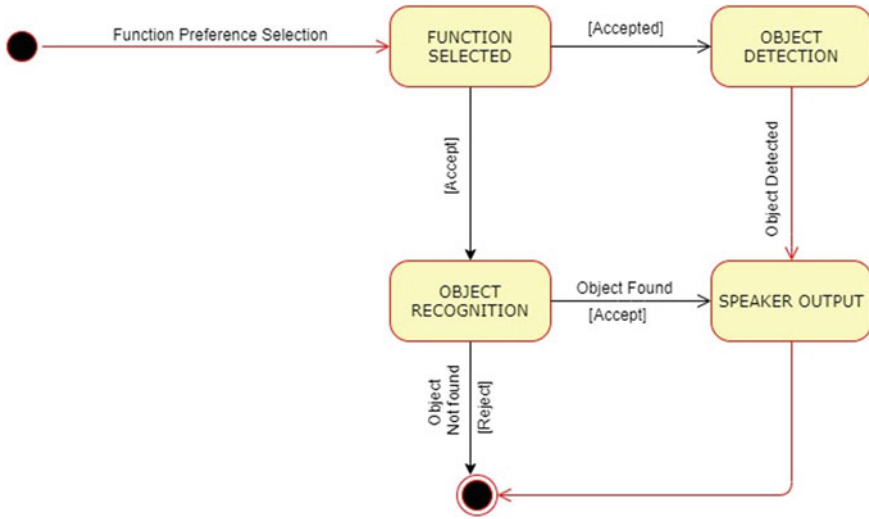 Function Preference Selection
FUNCTION
SELECTED
[Accepted]
OBJECT
DETECTION
[Accept]
Object Detected
OBJECT
RECOGNITION
Object Found
[Accept]
SPEAKER OUTPUT
Object
Not found
[Reject]